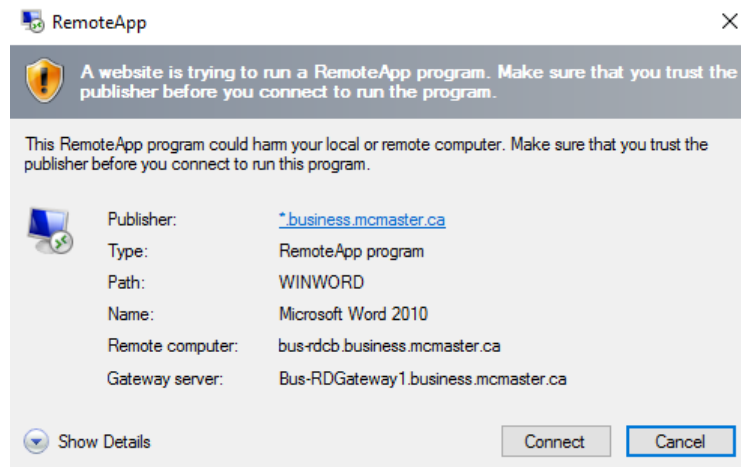 RemoteApp
A website is trying to run a RemoteApp program. Make sure that you trust the
publisher before you connect to run the program.
This RemoteApp program could harm your local or remote computer. Make sure that you trust the
publisher before you connect to run this program.
Publisher: *.business.mcmaster.ca
Type: RemoteApp program
Path: WINWORD
Name: Microsoft Word 2010
Remote computer: bus-rdcb.business.mcmaster.ca
Gateway server: Bus-RDGateway1.business.mcmaster.ca
Show Details Connect Cancel